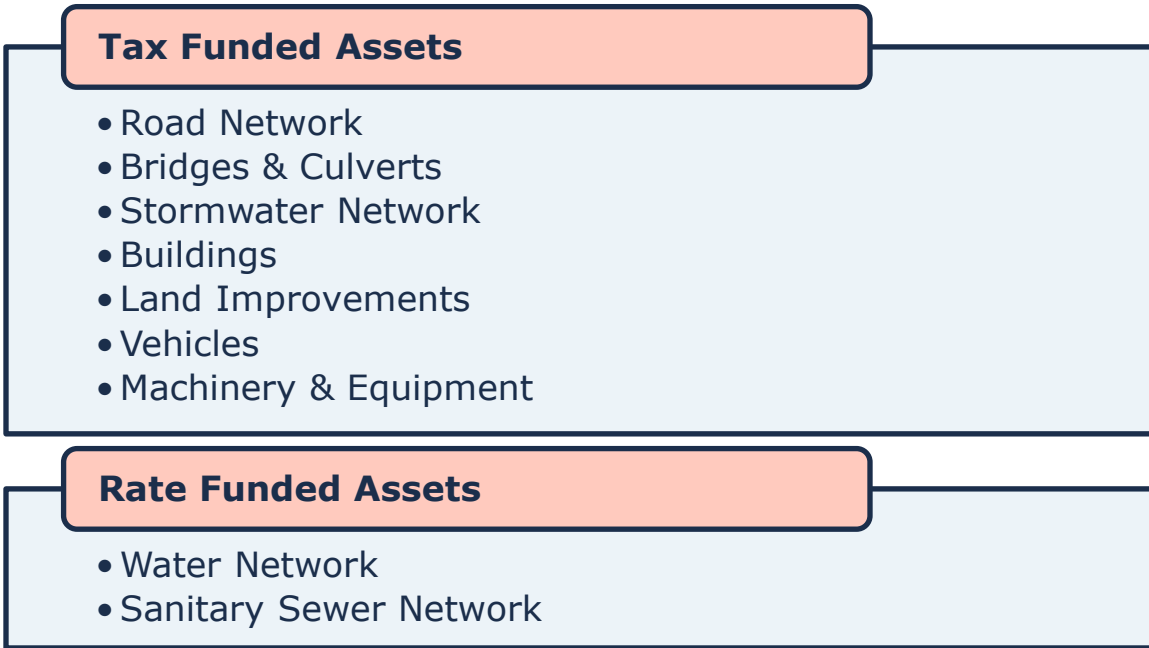 Tax Funded Assets
• Road Network
• Bridges & Culverts
• Stormwater Network
• Buildings
• Land Improvements
• Vehicles
• Machinery & Equipment
Rate Funded Assets
• Water Network
• Sanitary Sewer Network